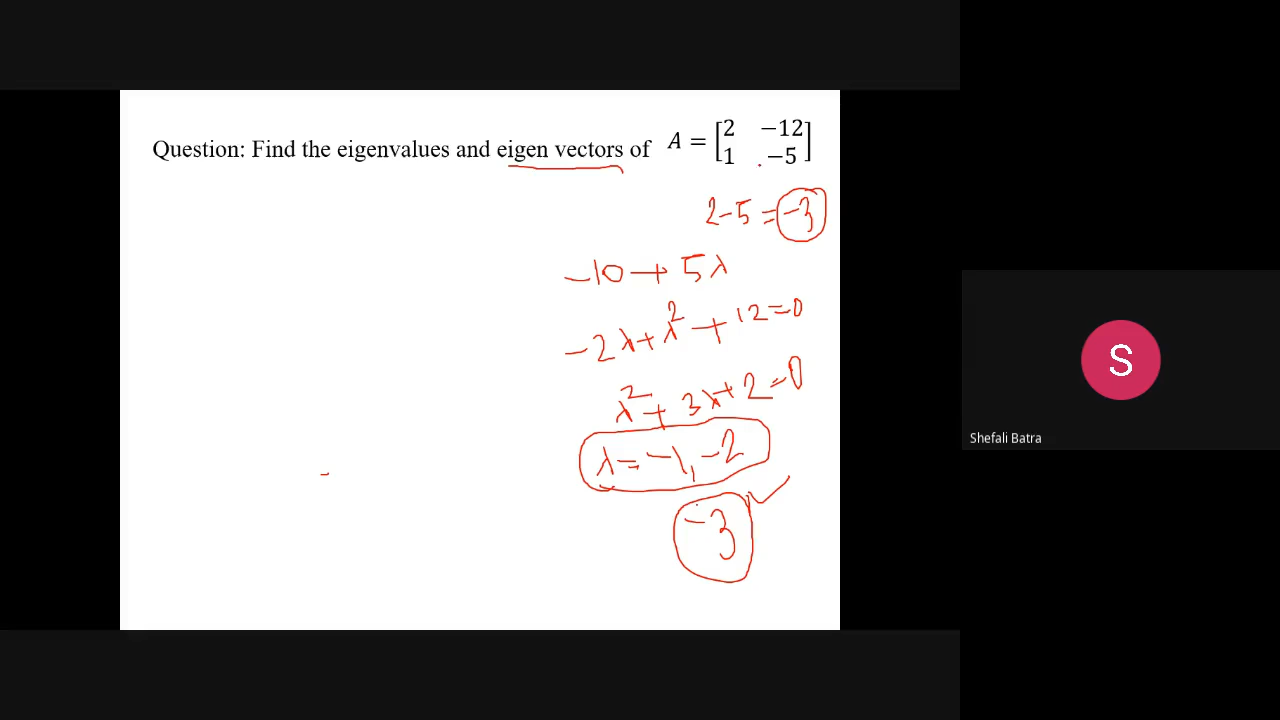 Question: Find the eigenvalues and eigen vectors of A = [2 −12
1 −5]
2-5=-3
-10+5λ
-2λ+λ²+12=0
λ²+3λ+2=0
λ=-1,-2
-3
S
Shefali Batra